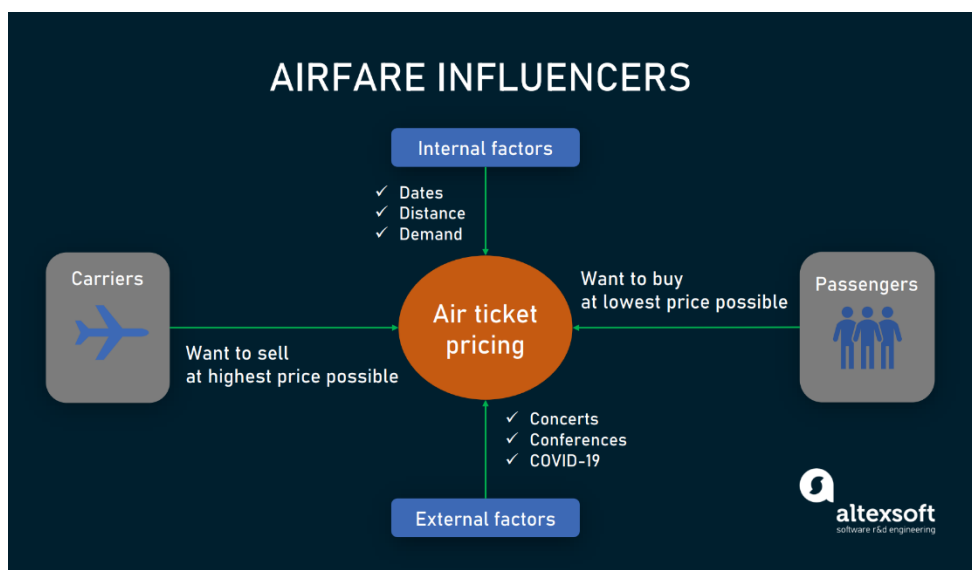 AIRFARE INFLUENCERS
Internal factors
✓ Dates
✓ Distance
✓ Demand
Carriers
Want to sell
at highest price possible
Air ticket
pricing
Want to buy
at lowest price possible
Passengers
✓ Concerts
✓ Conferences
✓ COVID-19
External factors
altexsoft
software r&d engineering